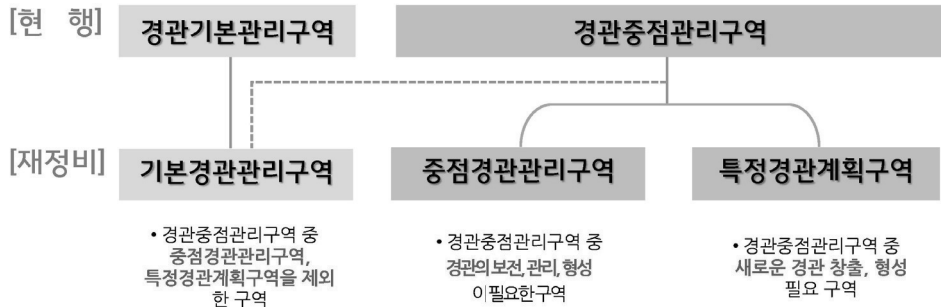 [현 행]
경관기본관리구역
경관중점관리구역
[재정비]
기본경관관리구역
중점경관관리구역
특정경관계획구역
• 경관중점관리구역 중
중점경관관리구역,
특정경관계획구역을 제외
한 구역
• 경관중점관리구역 중
경관의 보전, 관리, 형성
이 필요한 구역
• 경관중점관리구역 중
새로운 경관 창출, 형성
필요 구역